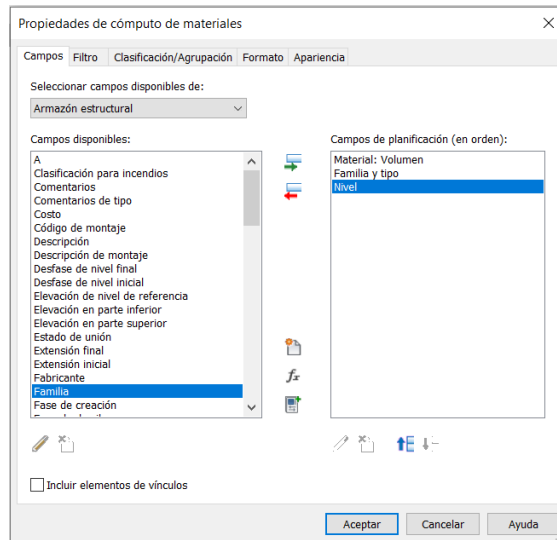 Propiedades de cómputo de materiales
Campos Filtro Clasificación/Agrupación Formato Apariencia
Seleccionar campos disponibles de:
Armazón estructural
Campos disponibles:
A
Clasificación para incendios
Comentarios
Comentarios de tipo
Costo
Código de montaje
Descripción
Descripción de montaje
Desfase de nivel final
Desfase de nivel inicial
Elevación de nivel de referencia
Elevación en parte inferior
Elevación en parte superior
Estado de unión
Extensión final
Extensión inicial
Fabricante
Familia
Fase de creación
Campos de planificación (en orden):
Material: Volumen
Familia y tipo
Nivel
fx
Incluir elementos de vínculos
Aceptar Cancelar Ayuda